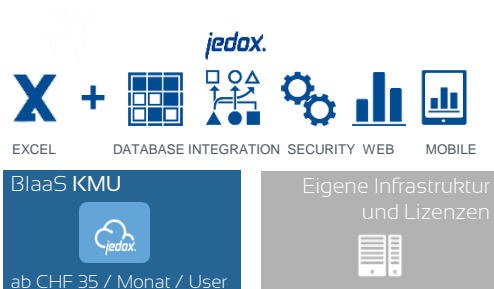 jedox.
X +
EXCEL DATABASE INTEGRATION SECURITY WEB MOBILE
BIaaS KMU
jedox.
ab CHF 35 / Monat / User
Eigene Infrastruktur
und Lizenzen